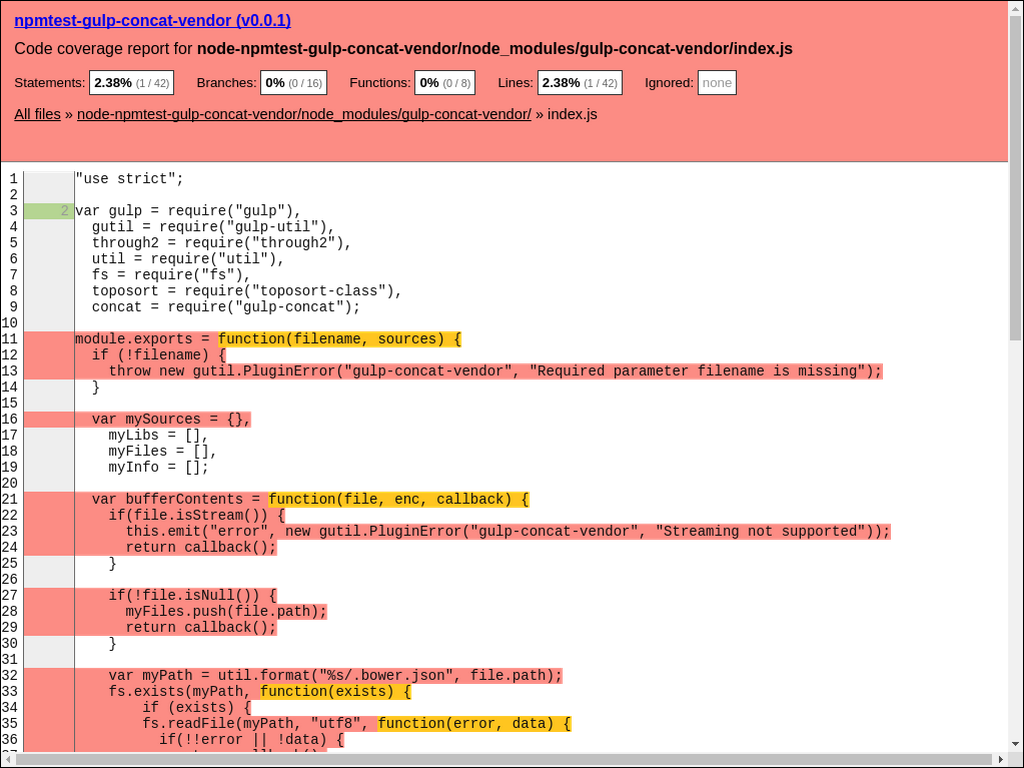 npmtest-gulp-concat-vendor (v0.0.1)
Code coverage report for node-npmtest-gulp-concat-vendor/node_modules/gulp-concat-vendor/index.js
Statements: 2.38% (1 / 42) Branches: 0% (0 / 16) Functions: 0% (0 / 8) Lines: 2.38% (1 / 42) Ignored: none
All files » node-npmtest-gulp-concat-vendor/node_modules/gulp-concat-vendor/ » index.js
1 "use strict";
2
3 2 var gulp = require("gulp"),
4 gutil = require("gulp-util"),
5 through2 = require("through2"),
6 util = require("util"),
7 fs = require("fs"),
8 toposort = require("toposort-class"),
9 concat = require("gulp-concat");
10
11 module.exports = function(filename, sources) {
12 if (!filename) {
13 throw new gutil.PluginError("gulp-concat-vendor", "Required parameter filename is missing");
14 }
15
16 var mySources = {},
17 myLibs = [],
18 myFiles = [],
19 myInfo = [];
20
21 var bufferContents = function(file, enc, callback) {
22 if(file.isStream()) {
23 this.emit("error", new gutil.PluginError("gulp-concat-vendor", "Streaming not supported"));
24 return callback();
25 }
26
27 if(!file.isNull()) {
28 myFiles.push(file.path);
29 return callback();
30 }
31
32 var myPath = util.format("%s/.bower.json", file.path);
33 fs.exists(myPath, function(exists) {
34 if (exists) {
35 fs.readFile(myPath, "utf8", function(error, data) {
36 if(!!error || !data) {